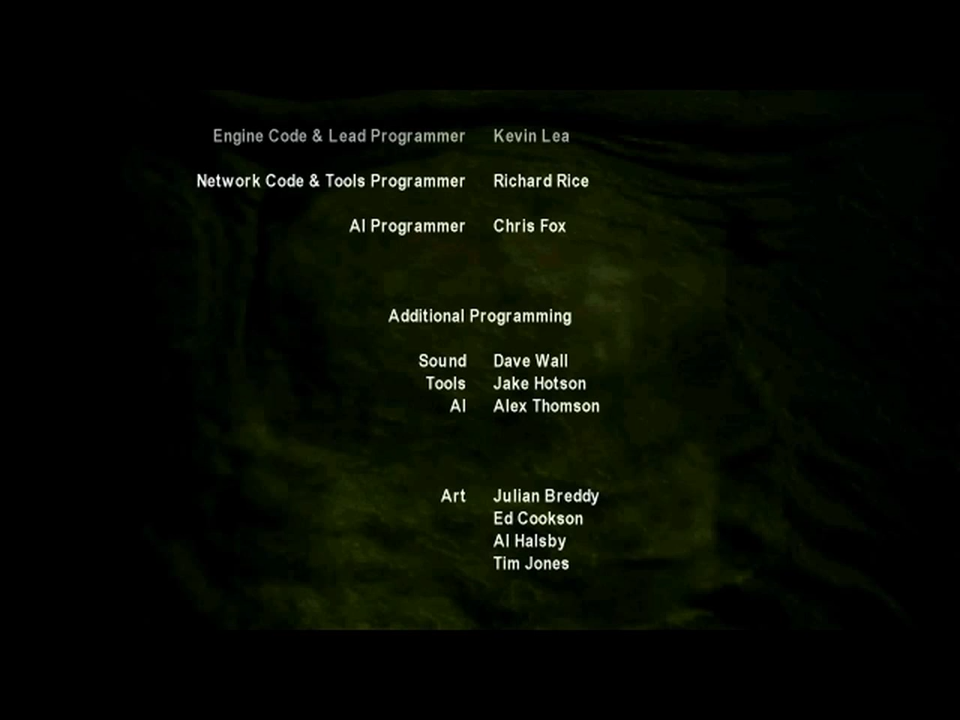 Engine Code & Lead Programmer Kevin Lea
Network Code & Tools Programmer Richard Rice
AI Programmer Chris Fox
Additional Programming
Sound Dave Wall
Tools Jake Hotson
AI Alex Thomson
Art Julian Breddy
Ed Cookson
Al Halsby
Tim Jones